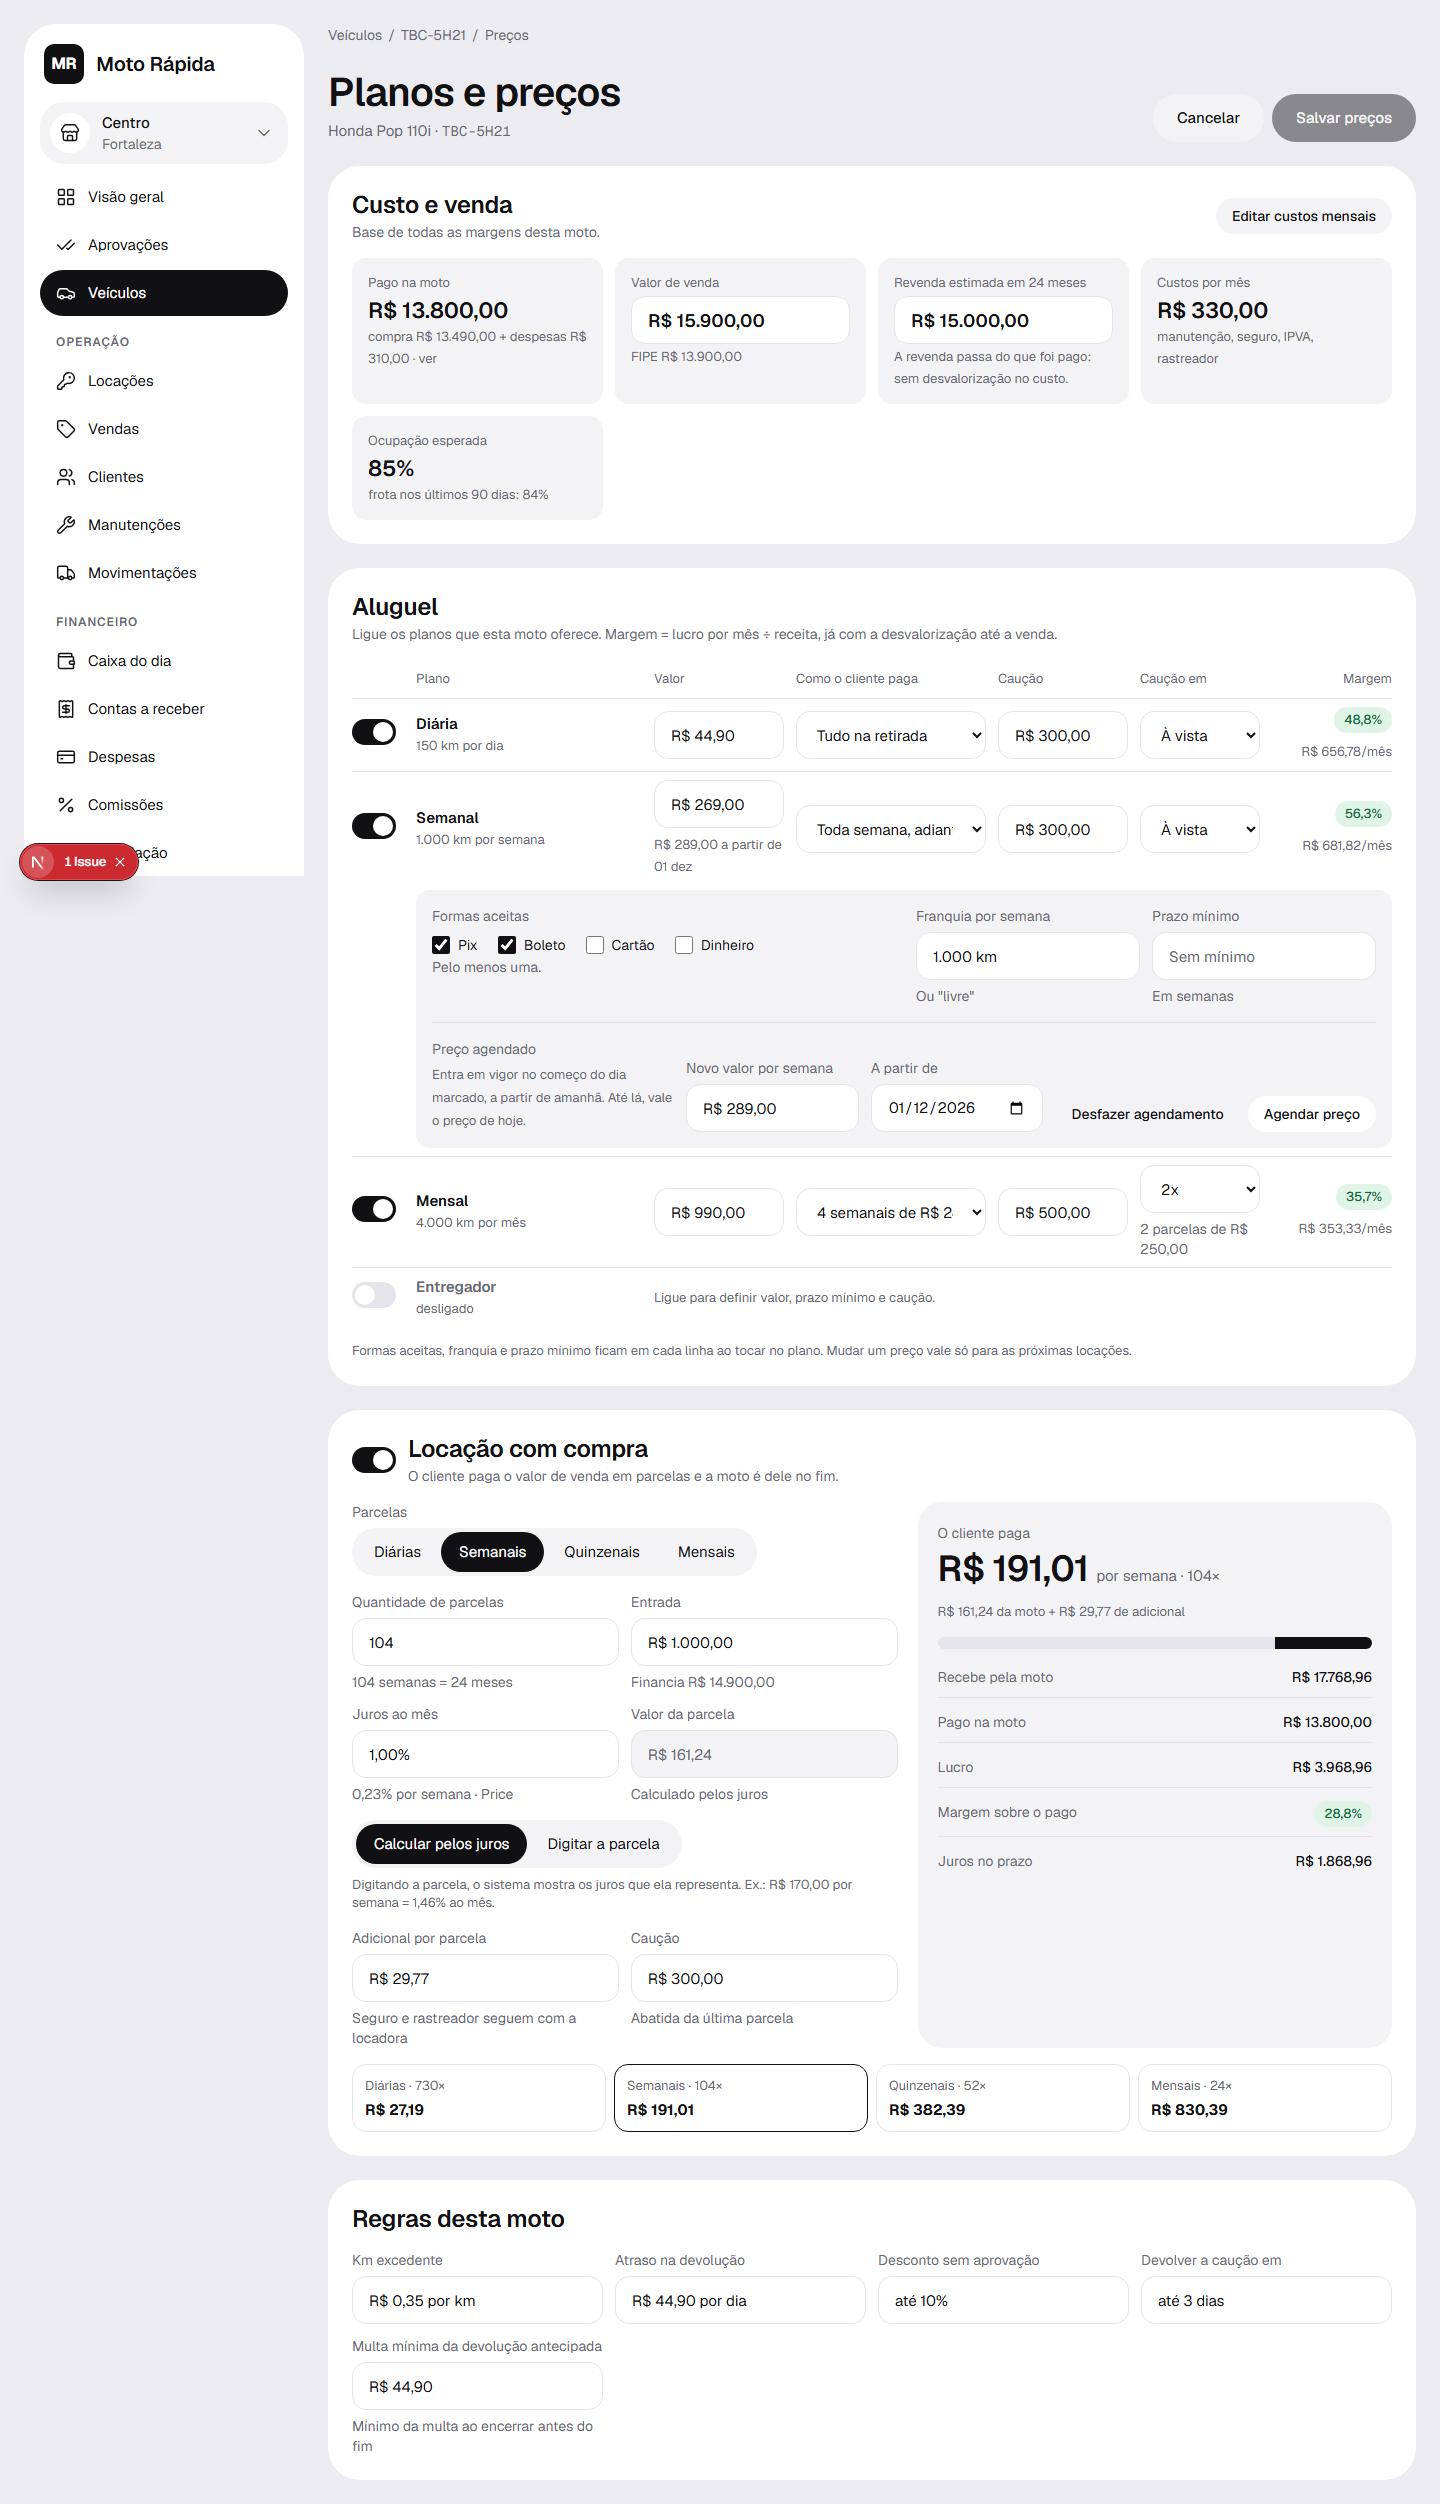 MR Moto Rápida
Centro
Fortaleza
Visão geral
Aprovações
Veículos
OPERAÇÃO
Locações
Vendas
Clientes
Manutenções
Movimentações
FINANCEIRO
Caixa do dia
Contas a receber
Despesas
Comissões
ação
1 Issue
Veículos / TBC-5H21 / Preços
Planos e preços
Honda Pop 110i · TBC-5H21
Cancelar
Salvar preços
Custo e venda
Base de todas as margens desta moto.
Editar custos mensais
Pago na moto
R$ 13.800,00
compra R$ 13.490,00 + despesas R$
310,00 · ver
Valor de venda
R$ 15.900,00
FIPE R$ 13.900,00
Revenda estimada em 24 meses
R$ 15.000,00
A revenda passa do que foi pago:
sem desvalorização no custo.
Custos por mês
R$ 330,00
manutenção, seguro, IPVA,
rastreador
Ocupação esperada
85%
frota nos últimos 90 dias: 84%
Aluguel
Ligue os planos que esta moto oferece. Margem = lucro por mês ÷ receita, já com a desvalorização até a venda.
Plano Valor Como o cliente paga Caução Caução em Margem
Diária
150 km por dia
R$ 44,90
Tudo na retirada
R$ 300,00
À vista
48,8%
R$ 656,78/mês
Semanal
1.000 km por semana
R$ 269,00
R$ 289,00 a partir de
01 dez
Toda semana, adian
R$ 300,00
À vista
56,3%
R$ 681,82/mês
Formas aceitas
Pix Boleto Cartão Dinheiro
Pelo menos uma.
Franquia por semana
1.000 km
Ou "livre"
Prazo mínimo
Sem mínimo
Em semanas
Preço agendado
Entra em vigor no começo do dia
marcado, a partir de amanhã. Até lá, vale
o preço de hoje.
Novo valor por semana
R$ 289,00
A partir de
01/12/2026
Desfazer agendamento
Agendar preço
Mensal
4.000 km por mês
R$ 990,00
4 semanais de R$ 2
R$ 500,00
2x
2 parcelas de R$
250,00
35,7%
R$ 353,33/mês
Entregador
desligado
Ligue para definir valor, prazo mínimo e caução.
Formas aceitas, franquia e prazo mínimo ficam em cada linha ao tocar no plano. Mudar um preço vale só para as próximas locações.
Locação com compra
O cliente paga o valor de venda em parcelas e a moto é dele no fim.
Parcelas
Diárias Semanais Quinzenais Mensais
Quantidade de parcelas
104
104 semanas = 24 meses
Entrada
R$ 1.000,00
Financia R$ 14.900,00
Juros ao mês
1,00%
0,23% por semana · Price
Valor da parcela
R$ 161,24
Calculado pelos juros
Calcular pelos juros
Digitar a parcela
Digitando a parcela, o sistema mostra os juros que ela representa. Ex.: R$ 170,00 por
semana = 1,46% ao mês.
Adicional por parcela
R$ 29,77
Seguro e rastreador seguem com a
locadora
Caução
R$ 300,00
Abatida da última parcela
O cliente paga
R$ 191,01 por semana · 104×
R$ 161,24 da moto + R$ 29,77 de adicional
Recebe pela moto R$ 17.768,96
Pago na moto R$ 13.800,00
Lucro R$ 3.968,96
Margem sobre o pago 28,8%
Juros no prazo R$ 1.868,96
Diárias · 730×
R$ 27,19
Semanais · 104×
R$ 191,01
Quinzenais · 52×
R$ 382,39
Mensais · 24×
R$ 830,39
Regras desta moto
Km excedente
R$ 0,35 por km
Atraso na devolução
R$ 44,90 por dia
Desconto sem aprovação
até 10%
Devolver a caução em
até 3 dias
Multa mínima da devolução antecipada
R$ 44,90
Mínimo da multa ao encerrar antes do
fim